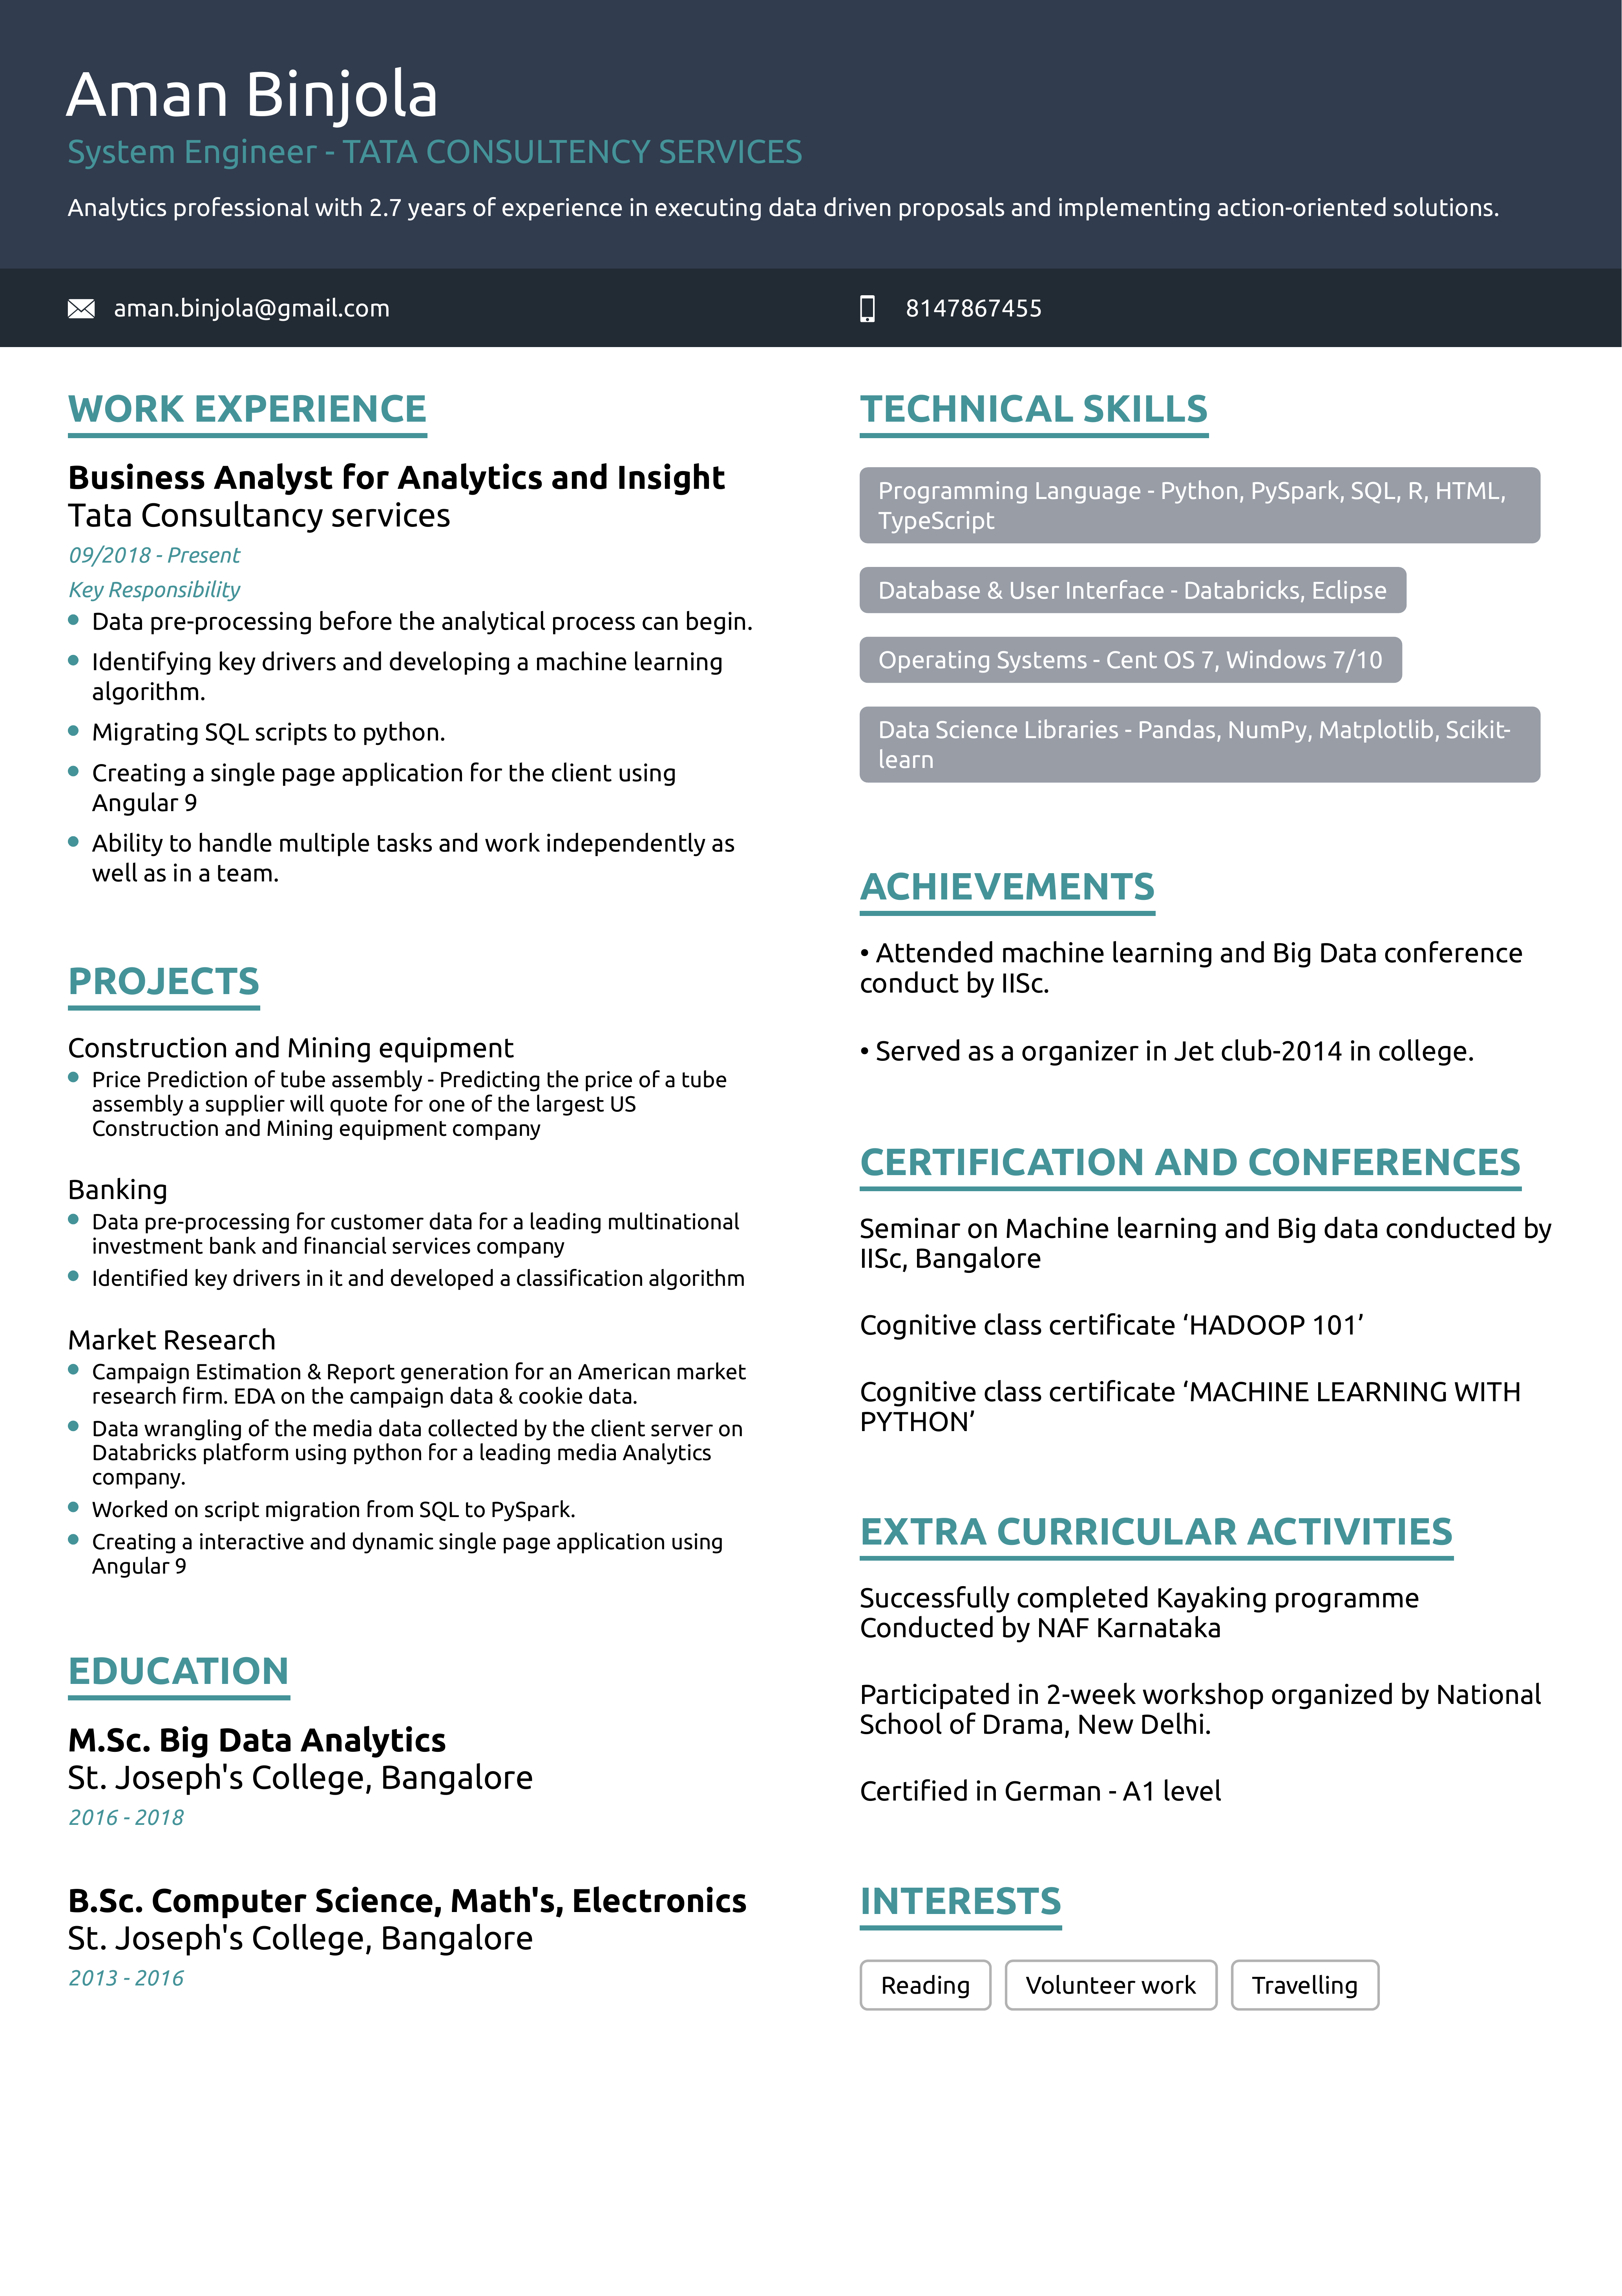 Aman Binjola
System Engineer - TATA CONSULTENCY SERVICES
Analytics professional with 2.7 years of experience in executing data driven proposals and implementing action-oriented solutions.
aman.binjola@gmail.com
8147867455
WORK EXPERIENCE
Business Analyst for Analytics and Insight
Tata Consultancy services
09/2018 - Present
Key Responsibility
• Data pre-processing before the analytical process can begin.
• Identifying key drivers and developing a machine learning
algorithm.
• Migrating SQL scripts to python.
• Creating a single page application for the client using
Angular 9
• Ability to handle multiple tasks and work independently as
well as in a team.
PROJECTS
Construction and Mining equipment
• Price Prediction of tube assembly - Predicting the price of a tube
assembly a supplier will quote for one of the largest US
Construction and Mining equipment company
Banking
• Data pre-processing for customer data for a leading multinational
investment bank and financial services company
• Identified key drivers in it and developed a classification algorithm
Market Research
• Campaign Estimation & Report generation for an American market
research firm. EDA on the campaign data & cookie data.
• Data wrangling of the media data collected by the client server on
Databricks platform using python for a leading media Analytics
company.
• Worked on script migration from SQL to PySpark.
• Creating a interactive and dynamic single page application using
Angular 9
EDUCATION
M.Sc. Big Data Analytics
St. Joseph's College, Bangalore
2016 - 2018
B.Sc. Computer Science, Math's, Electronics
St. Joseph's College, Bangalore
2013 - 2016
TECHNICAL SKILLS
Programming Language - Python, PySpark, SQL, R, HTML,
TypeScript
Database & User Interface - Databricks, Eclipse
Operating Systems - Cent OS 7, Windows 7/10
Data Science Libraries - Pandas, NumPy, Matplotlib, Scikit-
learn
ACHIEVEMENTS
• Attended machine learning and Big Data conference
conduct by IISc.
• Served as a organizer in Jet club-2014 in college.
CERTIFICATION AND CONFERENCES
Seminar on Machine learning and Big data conducted by
IISc, Bangalore
Cognitive class certificate ‘HADOOP 101’
Cognitive class certificate ‘MACHINE LEARNING WITH
PYTHON’
EXTRA CURRICULAR ACTIVITIES
Successfully completed Kayaking programme
Conducted by NAF Karnataka
Participated in 2-week workshop organized by National
School of Drama, New Delhi.
Certified in German - A1 level
INTERESTS
Reading
Volunteer work
Travelling